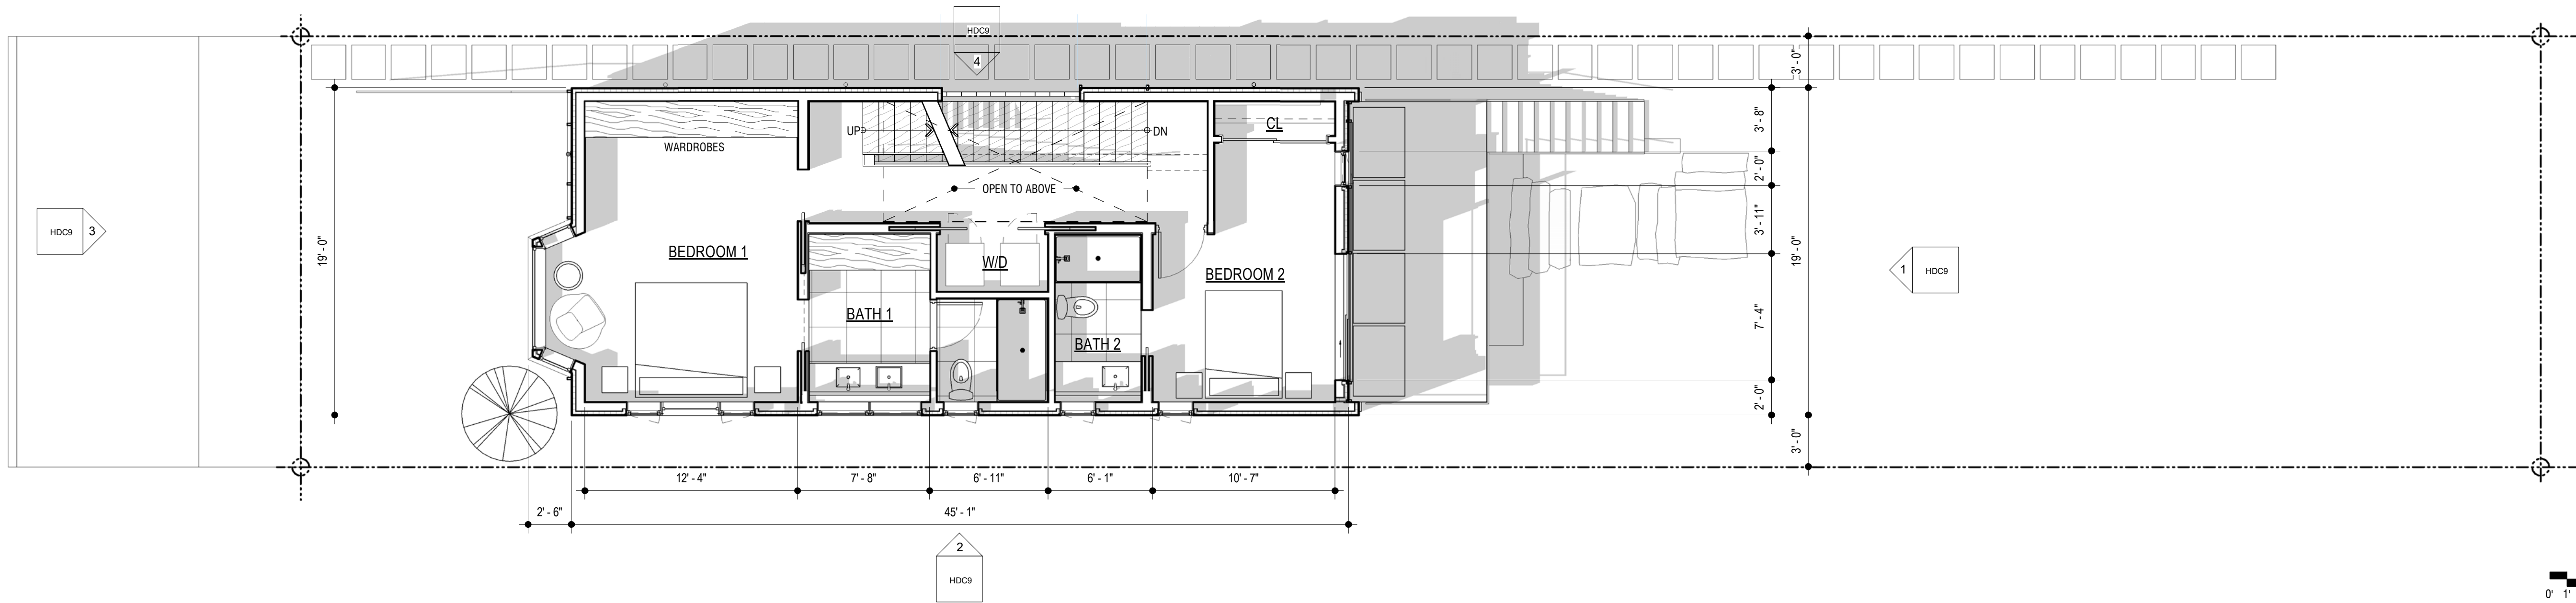 HDC9
4
3' - 0"
3' - 8"
CL
UP
DN
WARDROBES
2' - 0"
OPEN TO ABOVE
3' - 11"
HDC9 3
19' - 0"
BEDROOM 1
W/D
BEDROOM 2
19' - 0"
1 HDC9
BATH 1
BATH 2
7' - 4"
2' - 0"
3' - 0"
12' - 4"
7' - 8"
6' - 11"
6' - 1"
10' - 7"
2' - 6"
45' - 1"
2
HDC9
0' 1'